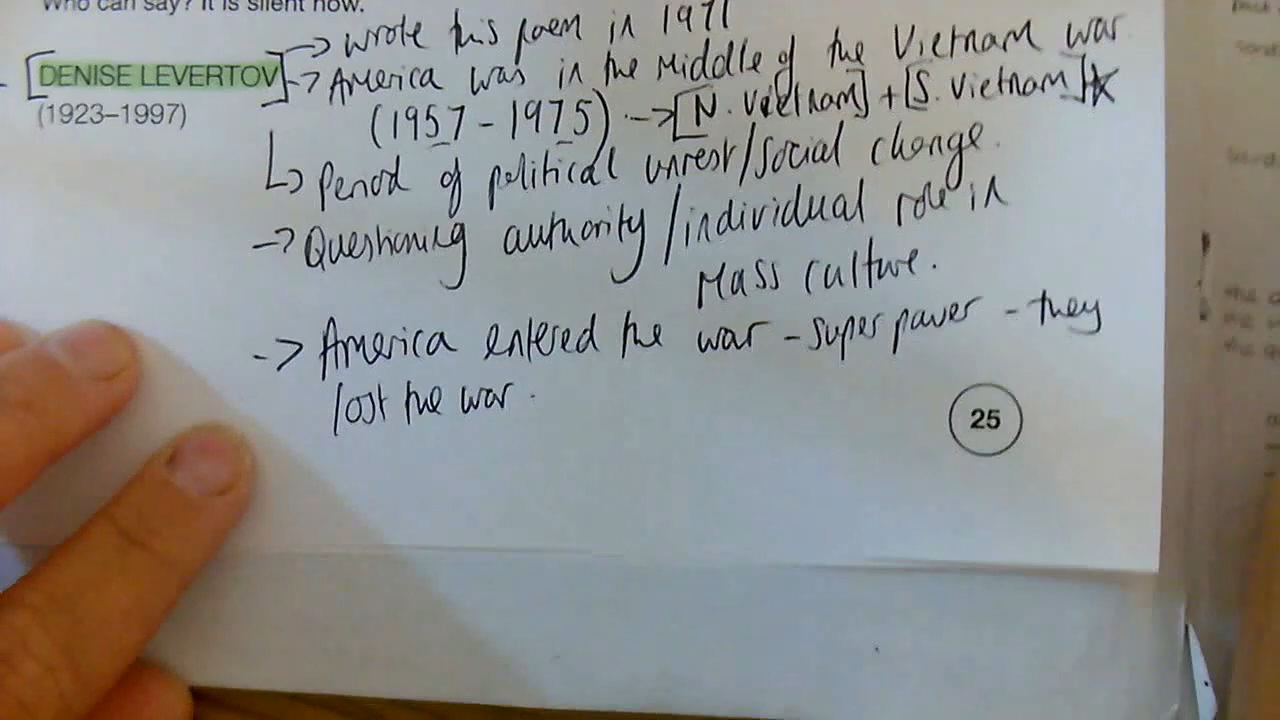 Who can say? It is silent now.
-> wrote this poem in 1971
[DENISE LEVERTOV] -> America was in the middle of the Vietnam war
(1923–1997) (1957 - 1975) --> [N. Vietnam] + [S. Vietnam]*
↳ Period of political unrest/social change.
-> Questioning authority/individual role in
Mass culture.
-> America entered the war - super power - they
lost the war.
25